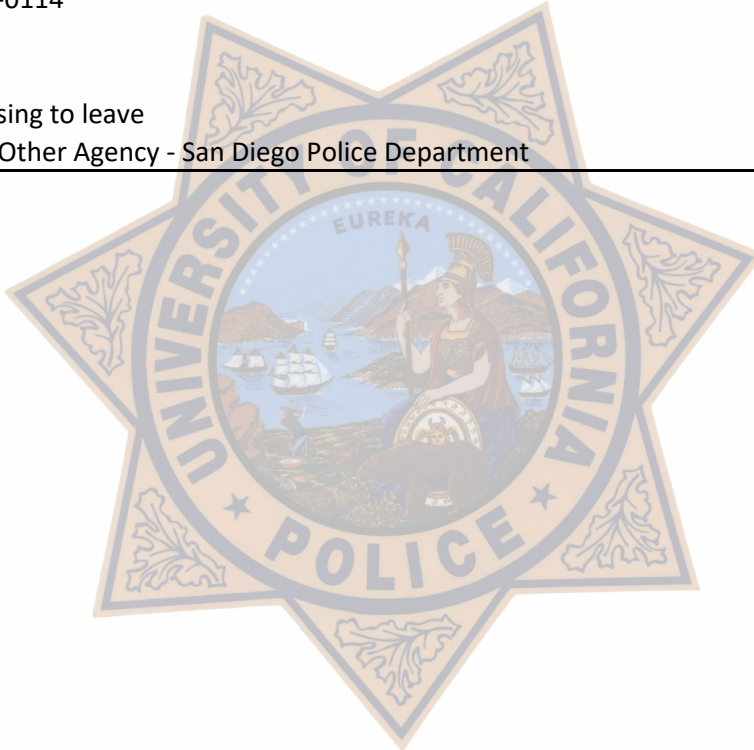 -0114
sing to leave
Other Agency - San Diego Police Department
UNIVERSITY OF CALIFORNIA
EUREKA
POLICE